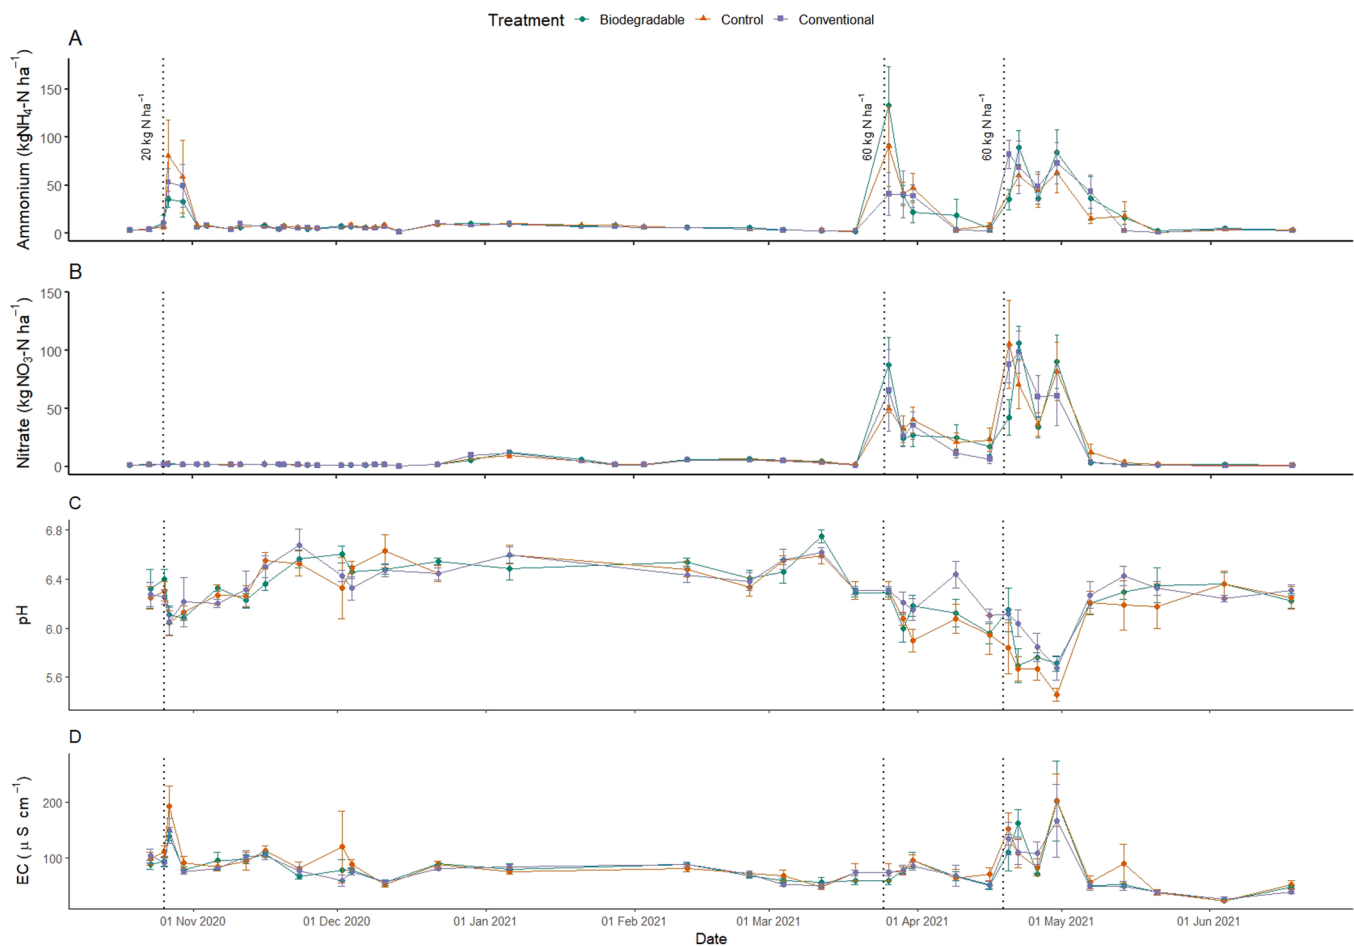 Treatment Biodegradable Control Conventional
A
Ammonium (kgNH₄-N ha⁻¹)
150
100
50
0
20 kg N ha⁻¹
60 kg N ha⁻¹
60 kg N ha⁻¹
B
Nitrate (kgNO₃-N ha⁻¹)
150
100
50
0
C
pH
6.8
6.4
6.0
5.6
D
EC ( μ S cm⁻¹)
200
100
01 Nov 2020 01 Dec 2020 01 Jan 2021 01 Feb 2021 01 Mar 2021 01 Apr 2021 01 May 2021 01 Jun 2021
Date